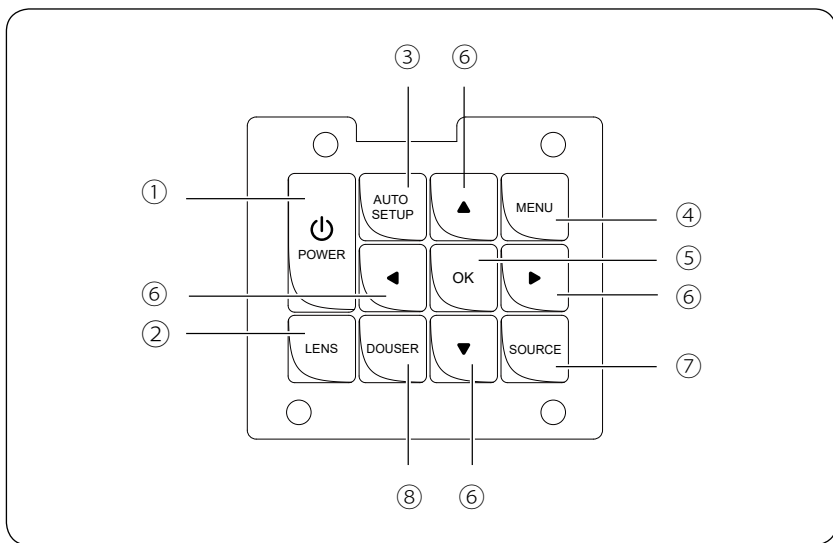 ③
⑥
①
AUTO
SETUP
▲
MENU
④
POWER
◀
OK
▶
⑤
⑥
⑥
②
LENS
DOUSER
▼
SOURCE
⑦
⑧
⑥